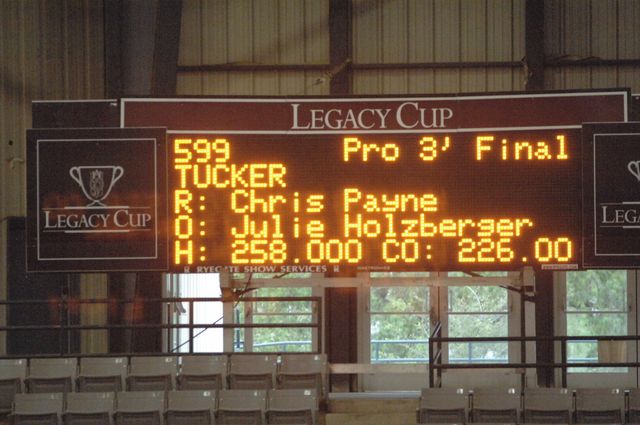 LEGACY CUP
599 Pro 3' Final
TUCKER
R: Chris Payne
O: Julie Holzberger
H: 258.000 CO: 226.00
LEGACY CUP
RYEGATE SHOW SERVICES